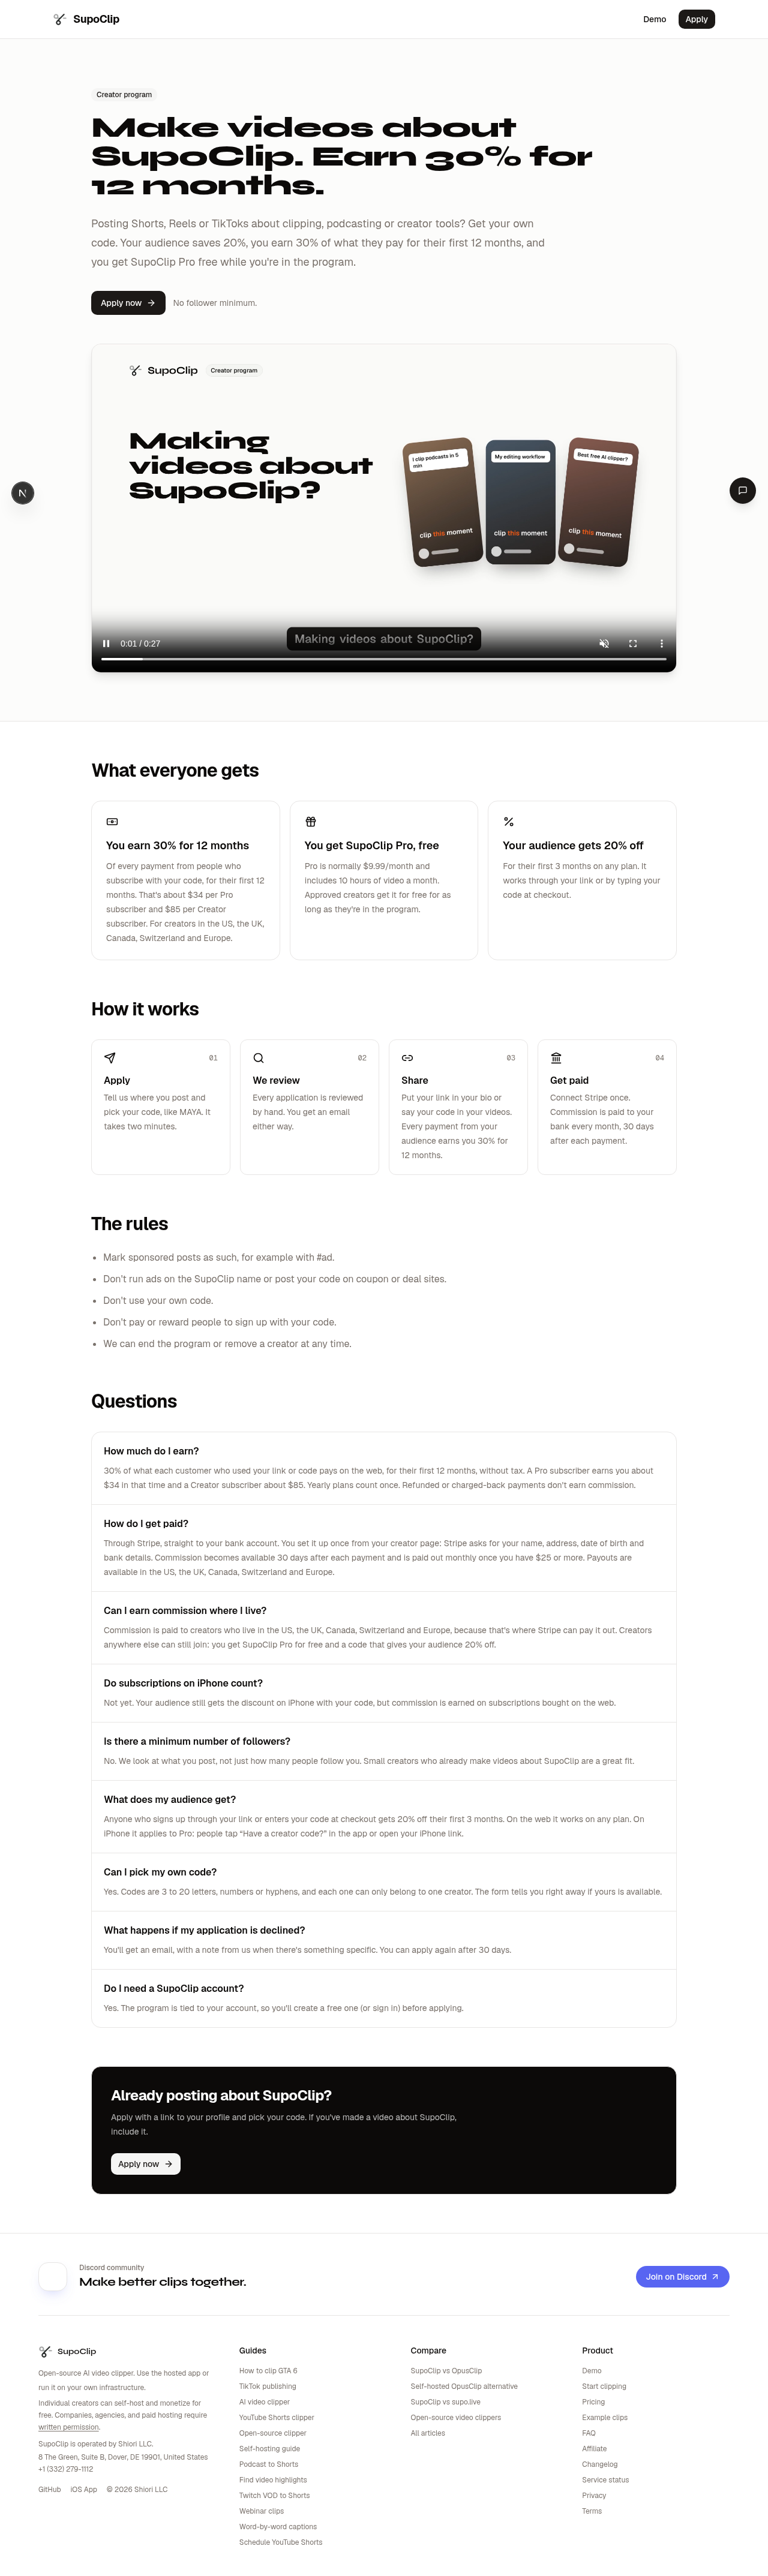 SupoClip
Demo
Apply
Creator program
Make videos about
SupoClip. Earn 30% for
12 months.
Posting Shorts, Reels or TikToks about clipping, podcasting or creator tools? Get your own
code. Your audience saves 20%, you earn 30% of what they pay for their first 12 months, and
you get SupoClip Pro free while you're in the program.
Apply now
No follower minimum.
SupoClip
Creator program
Making
videos about
SupoClip?
I clip podcasts in 5
min
clip this moment
My editing workflow
clip this moment
Best free AI clipper?
clip this moment
N
Making videos about SupoClip?
0:01 / 0:27
What everyone gets
You earn 30% for 12 months
Of every payment from people who
subscribe with your code, for their first 12
months. That's about $34 per Pro
subscriber and $85 per Creator
subscriber. For creators in the US, the UK,
Canada, Switzerland and Europe.
You get SupoClip Pro, free
Pro is normally $9.99/month and
includes 10 hours of video a month.
Approved creators get it for free for as
long as they're in the program.
Your audience gets 20% off
For their first 3 months on any plan. It
works through your link or by typing your
code at checkout.
How it works
01
Apply
Tell us where you post and
pick your code, like MAYA. It
takes two minutes.
02
We review
Every application is reviewed
by hand. You get an email
either way.
03
Share
Put your link in your bio or
say your code in your videos.
Every payment from your
audience earns you 30% for
12 months.
04
Get paid
Connect Stripe once.
Commission is paid to your
bank every month, 30 days
after each payment.
The rules
• Mark sponsored posts as such, for example with #ad.
• Don't run ads on the SupoClip name or post your code on coupon or deal sites.
• Don't use your own code.
• Don't pay or reward people to sign up with your code.
• We can end the program or remove a creator at any time.
Questions
How much do I earn?
30% of what each customer who used your link or code pays on the web, for their first 12 months, without tax. A Pro subscriber earns you about
$34 in that time and a Creator subscriber about $85. Yearly plans count once. Refunded or charged-back payments don't earn commission.
How do I get paid?
Through Stripe, straight to your bank account. You set it up once from your creator page: Stripe asks for your name, address, date of birth and
bank details. Commission becomes available 30 days after each payment and is paid out monthly once you have $25 or more. Payouts are
available in the US, the UK, Canada, Switzerland and Europe.
Can I earn commission where I live?
Commission is paid to creators who live in the US, the UK, Canada, Switzerland and Europe, because that's where Stripe can pay it out. Creators
anywhere else can still join: you get SupoClip Pro for free and a code that gives your audience 20% off.
Do subscriptions on iPhone count?
Not yet. Your audience still gets the discount on iPhone with your code, but commission is earned on subscriptions bought on the web.
Is there a minimum number of followers?
No. We look at what you post, not just how many people follow you. Small creators who already make videos about SupoClip are a great fit.
What does my audience get?
Anyone who signs up through your link or enters your code at checkout gets 20% off their first 3 months. On the web it works on any plan. On
iPhone it applies to Pro: people tap “Have a creator code?” in the app or open your iPhone link.
Can I pick my own code?
Yes. Codes are 3 to 20 letters, numbers or hyphens, and each one can only belong to one creator. The form tells you right away if yours is available.
What happens if my application is declined?
You'll get an email, with a note from us when there's something specific. You can apply again after 30 days.
Do I need a SupoClip account?
Yes. The program is tied to your account, so you'll create a free one (or sign in) before applying.
Already posting about SupoClip?
Apply with a link to your profile and pick your code. If you've made a video about SupoClip,
include it.
Apply now
Discord community
Make better clips together.
Join on Discord
SupoClip
Open-source AI video clipper. Use the hosted app or
run it on your own infrastructure.
Individual creators can self-host and monetize for
free. Companies, agencies, and paid hosting require
written permission.
SupoClip is operated by Shiori LLC.
8 The Green, Suite B, Dover, DE 19901, United States
+1 (332) 279-1112
GitHub
iOS App
© 2026 Shiori LLC
Guides
How to clip GTA 6
TikTok publishing
AI video clipper
YouTube Shorts clipper
Open-source clipper
Self-hosting guide
Podcast to Shorts
Find video highlights
Twitch VOD to Shorts
Webinar clips
Word-by-word captions
Schedule YouTube Shorts
Compare
SupoClip vs OpusClip
Self-hosted OpusClip alternative
SupoClip vs supo.live
Open-source video clippers
All articles
Product
Demo
Start clipping
Pricing
Example clips
FAQ
Affiliate
Changelog
Service status
Privacy
Terms